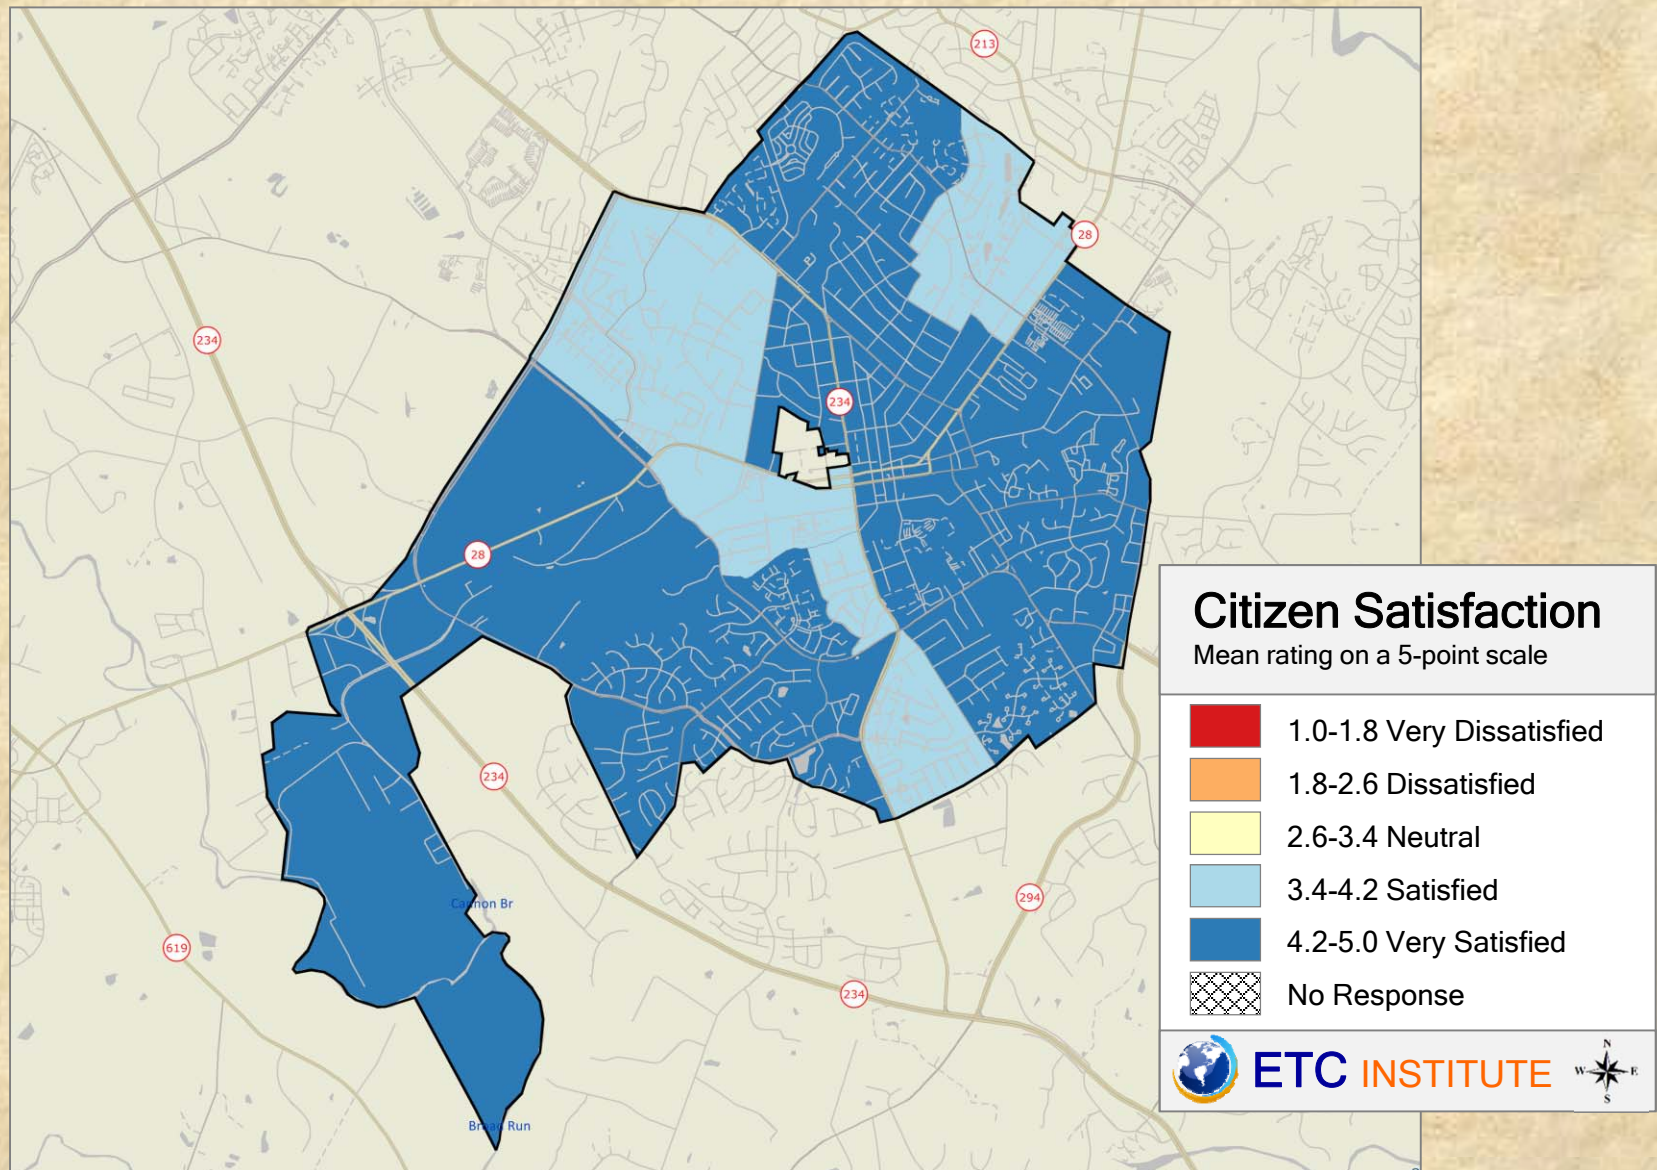 213
28
234
234
28
234
Cannon Br
294
619
234
Broad Run
Citizen Satisfaction
Mean rating on a 5-point scale
1.0-1.8 Very Dissatisfied
1.8-2.6 Dissatisfied
2.6-3.4 Neutral
3.4-4.2 Satisfied
4.2-5.0 Very Satisfied
No Response
ETC INSTITUTE
N
W E
S